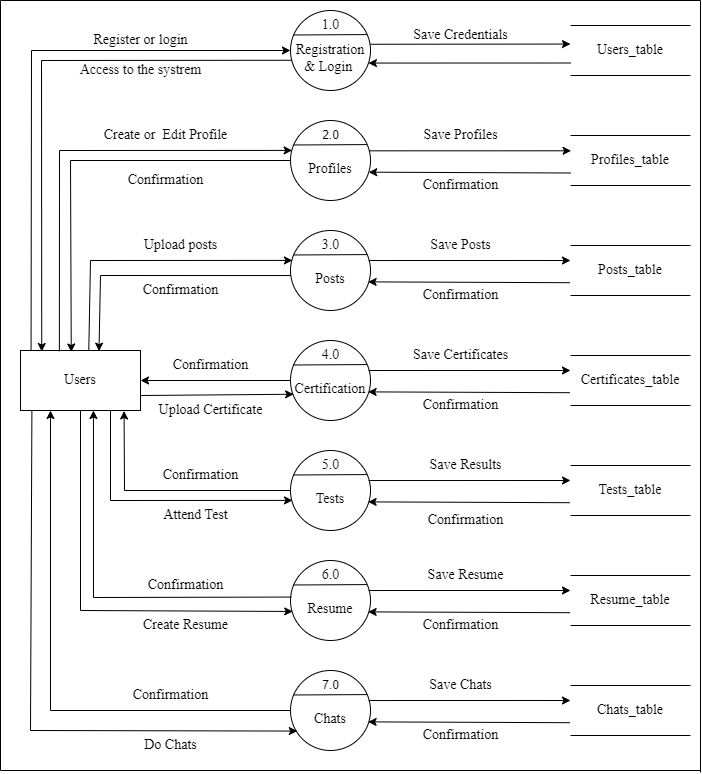 1.0
Register or login
Save Credentials
Registration
& Login
Users_table
Access to the systrem
2.0
Create or Edit Profile
Save Profiles
Profiles
Profiles_table
Confirmation
Confirmation
3.0
Upload posts
Save Posts
Posts
Posts_table
Confirmation
Confirmation
4.0
Confirmation
Save Certificates
Users
Certification
Certificates_table
Upload Certificate
Confirmation
5.0
Confirmation
Save Results
Tests
Tests_table
Attend Test
Confirmation
6.0
Confirmation
Save Resume
Resume
Resume_table
Create Resume
Confirmation
7.0
Confirmation
Save Chats
Chats
Chats_table
Do Chats
Confirmation